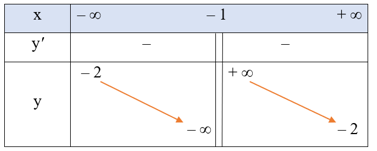 x – ∞ – 1 + ∞
y′ – –
– 2 + ∞
y
– ∞ – 2